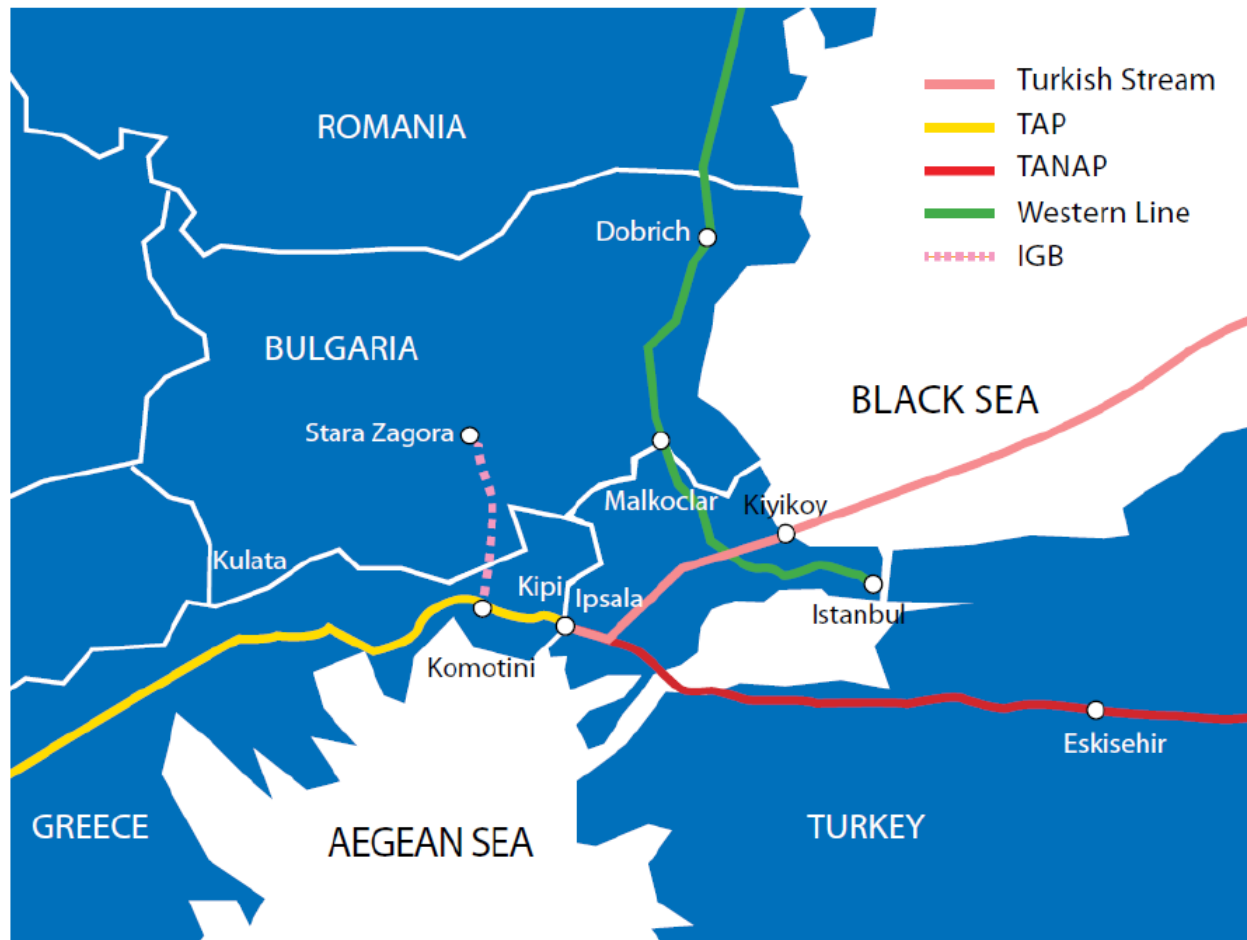 Turkish Stream
TAP
TANAP
Western Line
IGB
ROMANIA
Dobrich
BULGARIA
BLACK SEA
Stara Zagora
Malkoclar
Kiyikoy
Kulata
Kipi
Ipsala
Istanbul
Komotini
Eskisehir
GREECE
AEGEAN SEA
TURKEY